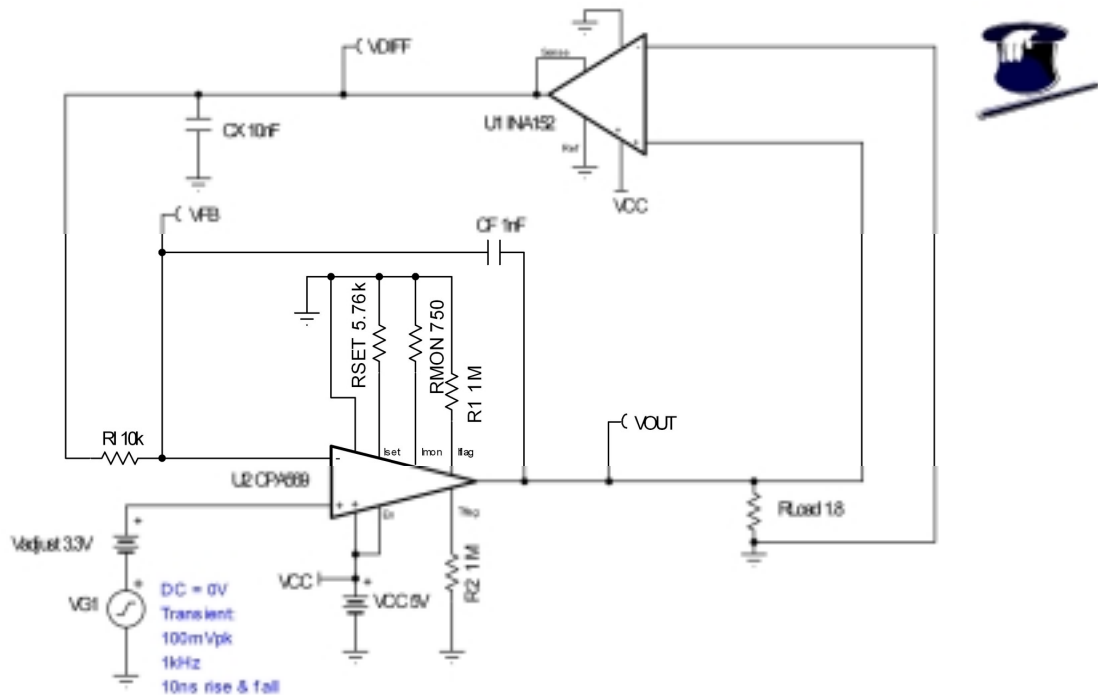 VDIFF
Sense
-
U1 INA152
CX 10nF
Ref
- +
VCC
VFB
CF 1nF
RSET 5.76k
RMON 750
R1 1M
VOUT
RI 10k
Iset
Imon
Iflag
-
U2 OPA569
+ +
En
Tflag
RLoad 1.8
+
Vadjust 3.3V
VCC
+
VCC 5V
R2 1M
+
VG1
DC = 0V
Transient:
100mVpk
1kHz
10ns rise & fall